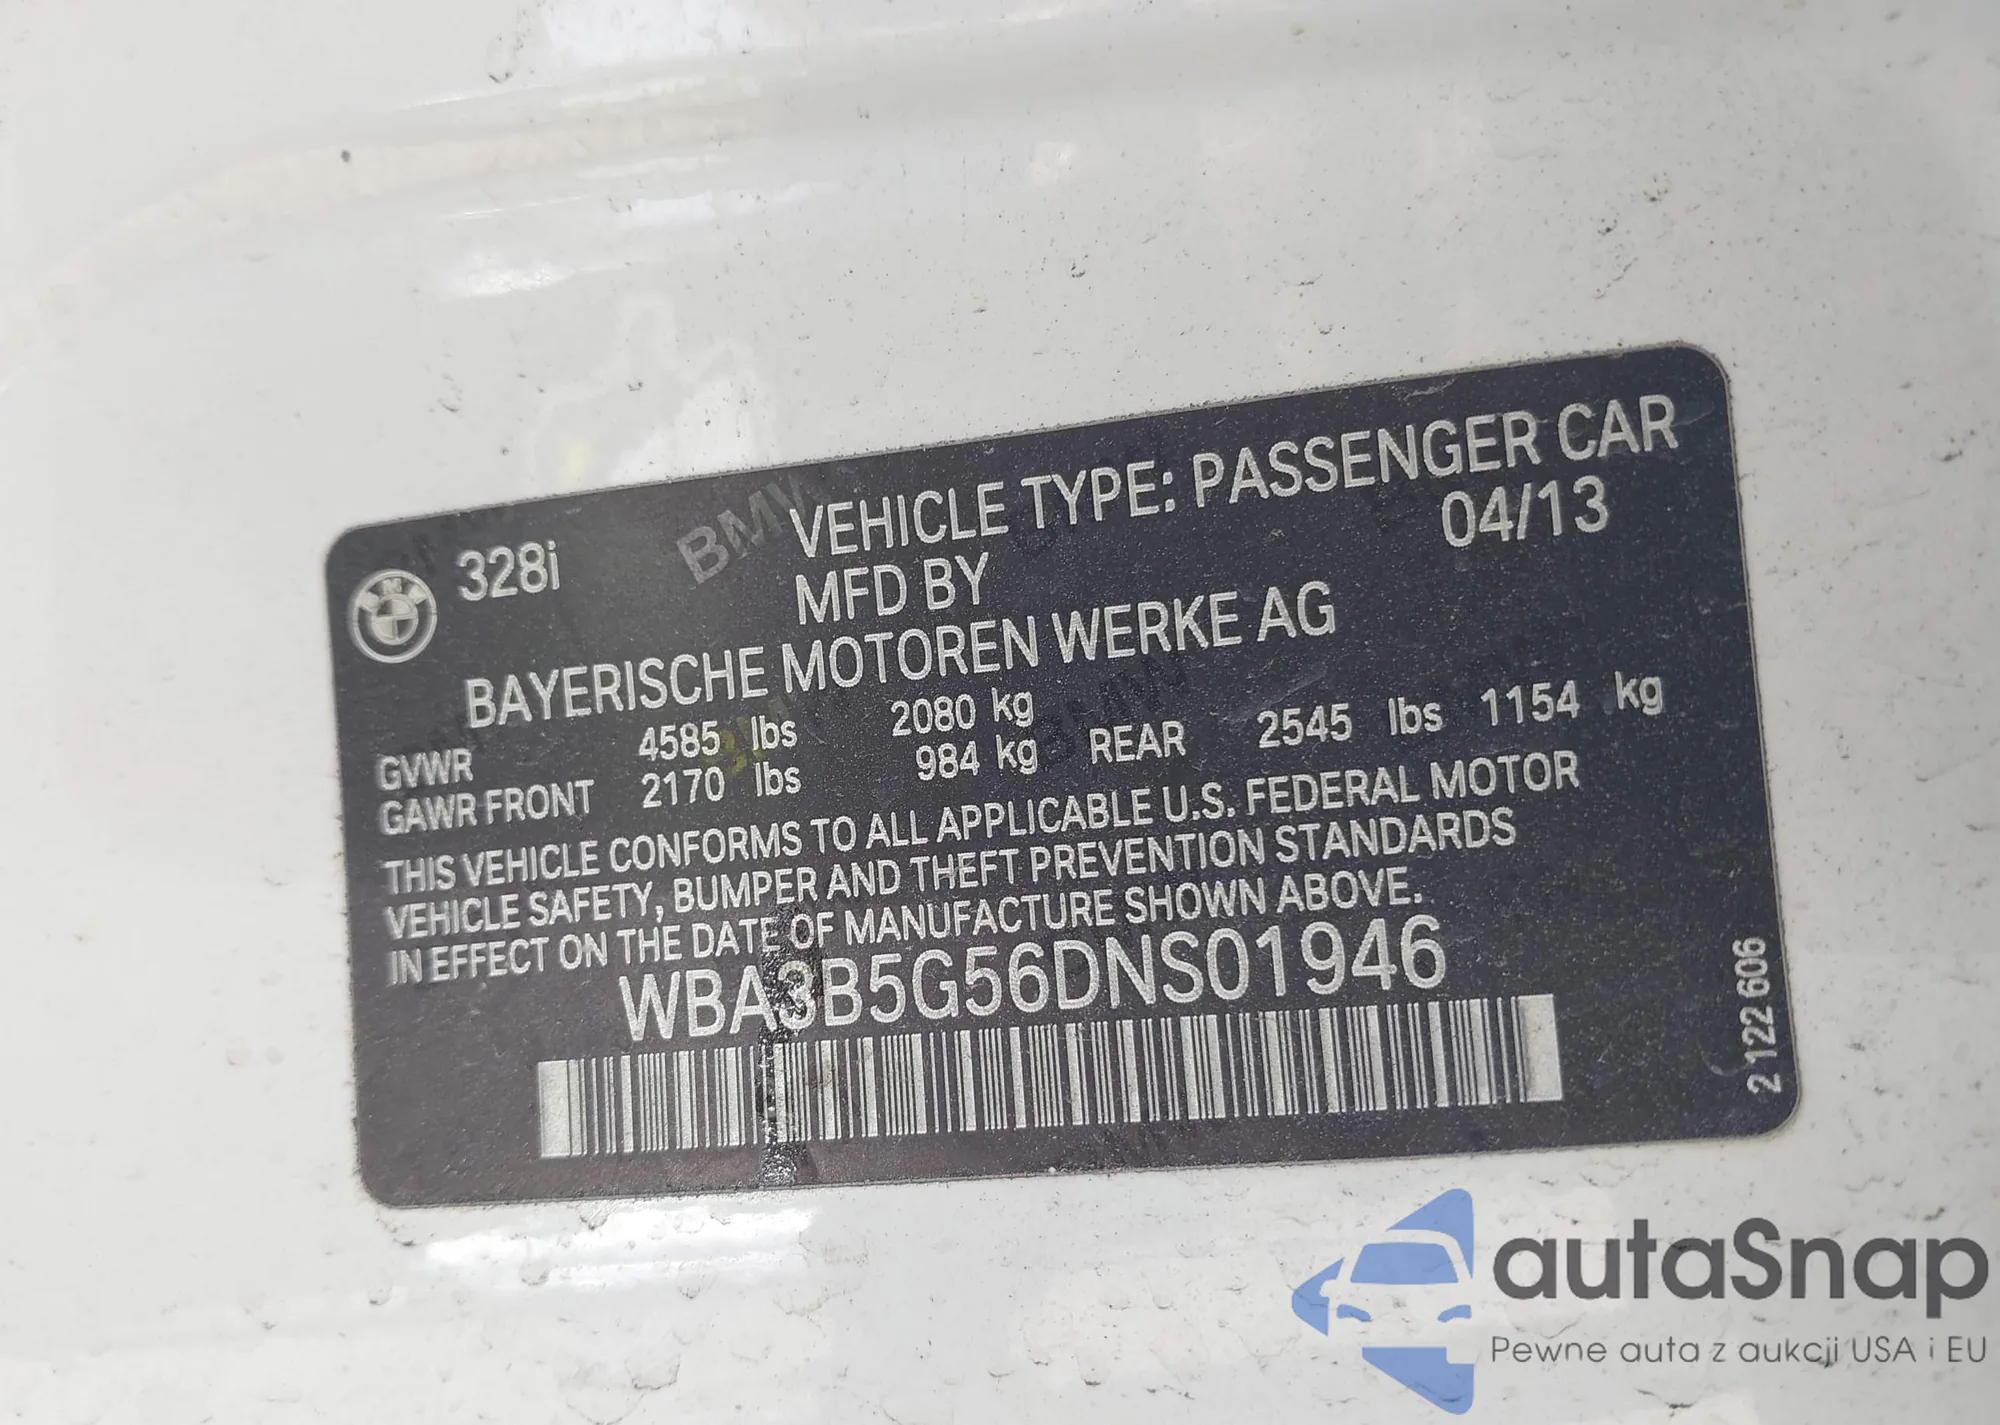 328i
VEHICLE TYPE: PASSENGER CAR
MFD BY 04/13
BAYERISCHE MOTOREN WERKE AG
GVWR 4585 lbs 2080 kg
GAWR FRONT 2170 lbs 984 kg REAR 2545 lbs 1154 kg
THIS VEHICLE CONFORMS TO ALL APPLICABLE U.S. FEDERAL MOTOR
VEHICLE SAFETY, BUMPER AND THEFT PREVENTION STANDARDS
IN EFFECT ON THE DATE OF MANUFACTURE SHOWN ABOVE.
WBA3B5G56DNS01946
2 122 606
autaSnap
Pewne auta z aukcji USA i EU